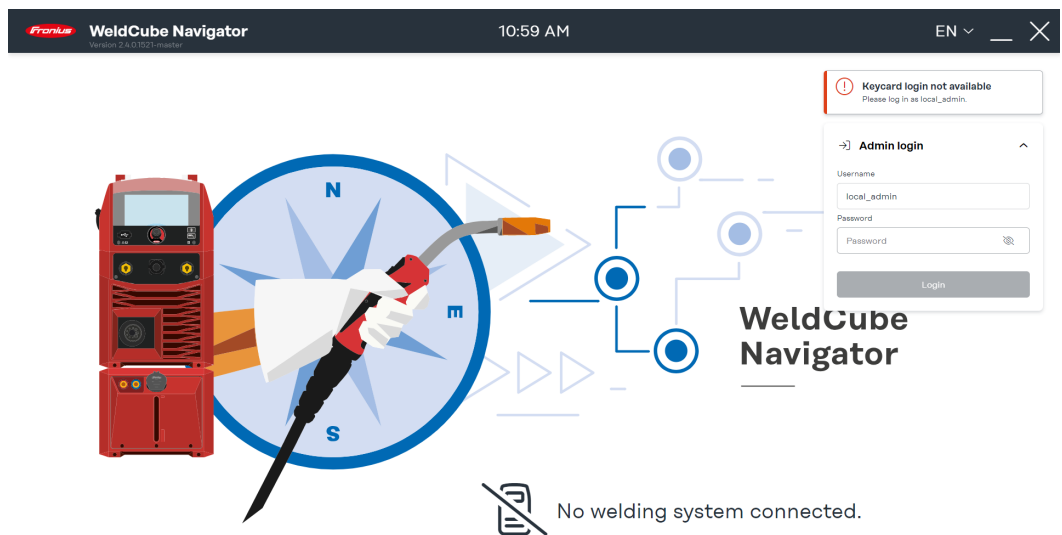 Fronius WeldCube Navigator 10:59 AM EN
Version 2.4.0.1521-master
Keycard login not available
Please log in as local_admin.
Admin login
Username
local_admin
Password
Password
Login
N
E
S
WeldCube
Navigator
No welding system connected.